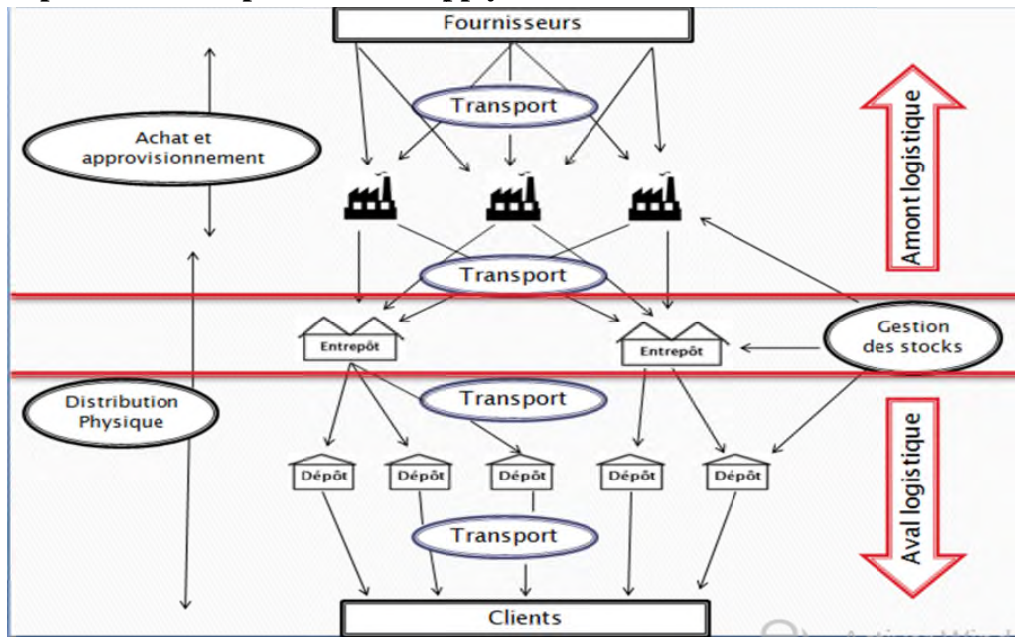 Fournisseurs
Transport
Achat et
approvisionnement
Amont logistique
Transport
Entrepôt
Entrepôt
Gestion
des stocks
Distribution
Physique
Transport
Aval logistique
Dépôt
Dépôt
Dépôt
Dépôt
Dépôt
Transport
Clients